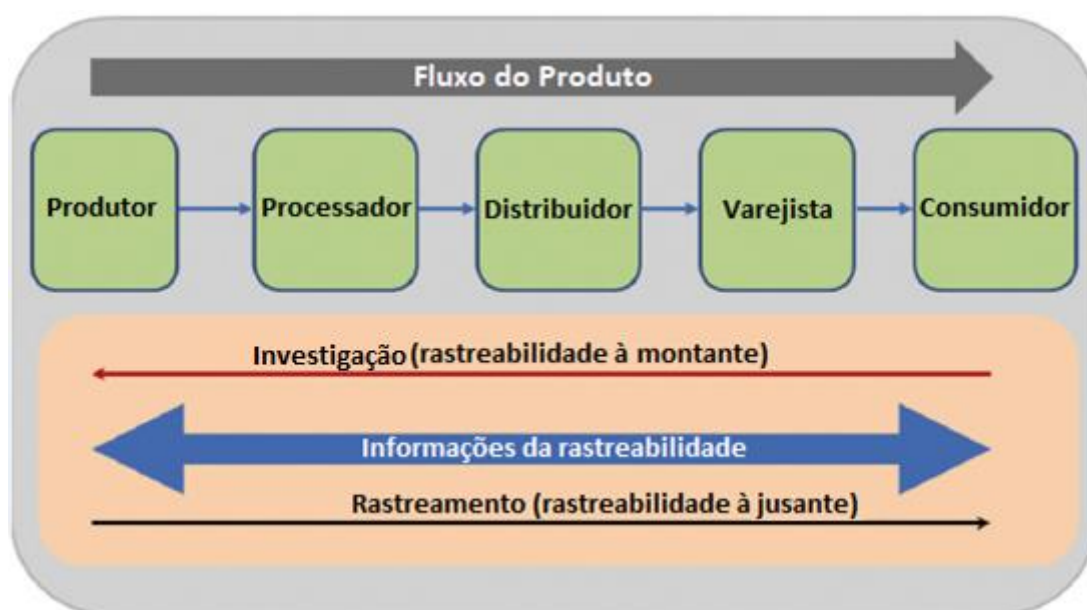 Fluxo do Produto
Produtor
Processador
Distribuidor
Varejista
Consumidor
Investigação (rastreabilidade à montante)
Informações da rastreabilidade
Rastreamento (rastreabilidade à jusante)